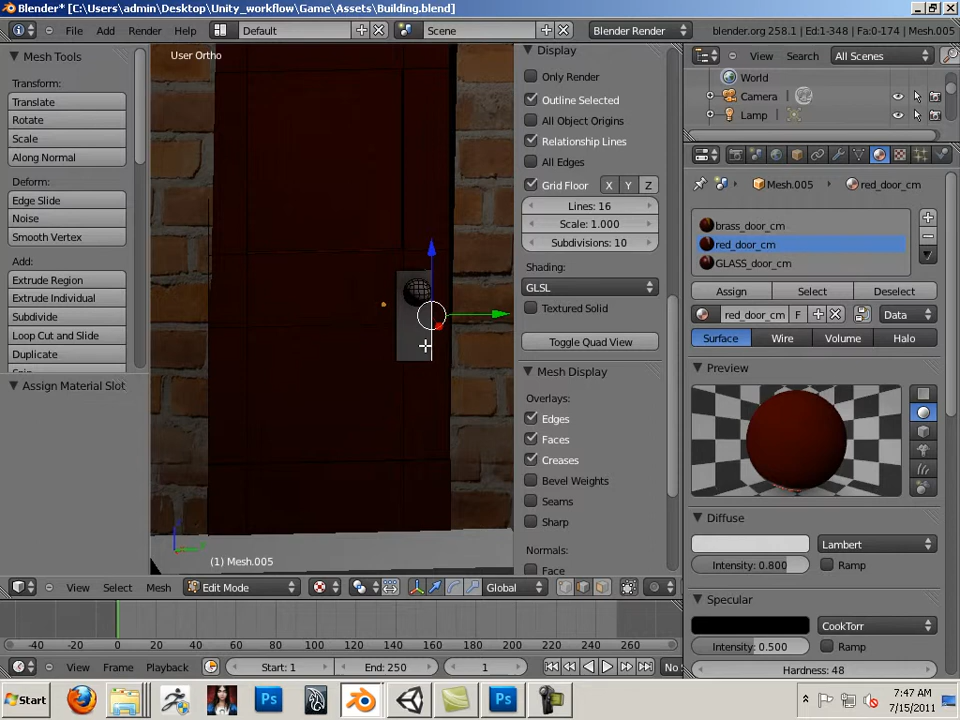 Blender* [C:\Users\admin\Desktop\Unity_workflow\Game\Assets\Building.blend]
File Add Render Help Default Scene Blender Render blender.org 258.1 | Ed:1-348 | Fa:0-174 | Mesh.005
Mesh Tools
Transform:
Translate
Rotate
Scale
Along Normal
Deform:
Edge Slide
Noise
Smooth Vertex
Add:
Extrude Region
Extrude Individual
Subdivide
Loop Cut and Slide
Duplicate
Assign Material Slot
User Ortho
(1) Mesh.005
Display
Only Render
Outline Selected
All Object Origins
Relationship Lines
All Edges
Grid Floor X Y Z
Lines: 16
Scale: 1.000
Subdivisions: 10
Shading:
GLSL
Textured Solid
Toggle Quad View
Mesh Display
Overlays:
Edges
Faces
Creases
Bevel Weights
Seams
Sharp
Normals:
Face
View Search All Scenes
World
Camera
Lamp
Mesh.005 red_door_cm
brass_door_cm
red_door_cm
GLASS_door_cm
Assign Select Deselect
red_door_cm F Data
Surface Wire Volume Halo
Preview
Diffuse
Lambert
Intensity: 0.800 Ramp
Specular
CookTorr
Intensity: 0.500 Ramp
Hardness: 48
View Select Mesh Edit Mode Global
-40 -20 0 20 40 60 80 100 120 140 160 180 200 220 240 260
View Frame Playback Start: 1 End: 250 1 No
Start
Ps
Ps
7:47 AM
7/15/2011